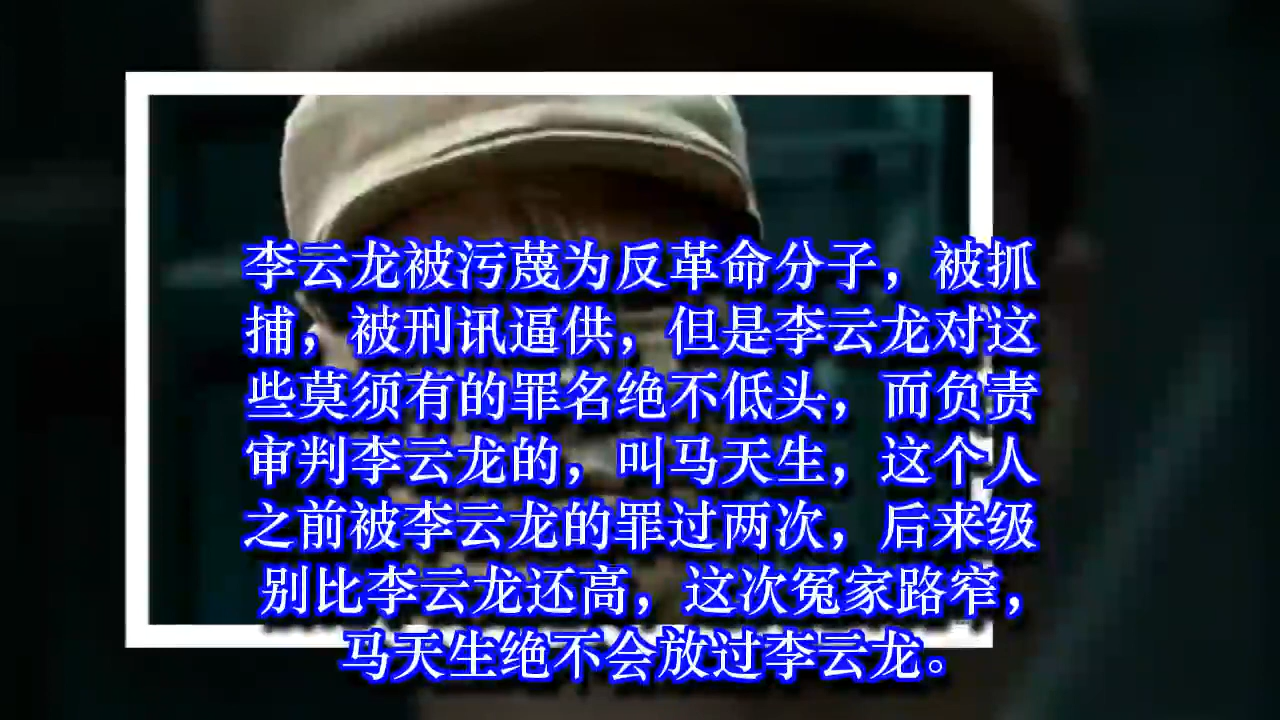 李云龙被污蔑为反革命分子，被抓
捕，被刑讯逼供，但是李云龙对这
些莫须有的罪名绝不低头，而负责
审判李云龙的，叫马天生，这个人
之前被李云龙的罪过两次，后来级
别比李云龙还高，这次冤家路窄，
马天生绝不会放过李云龙。